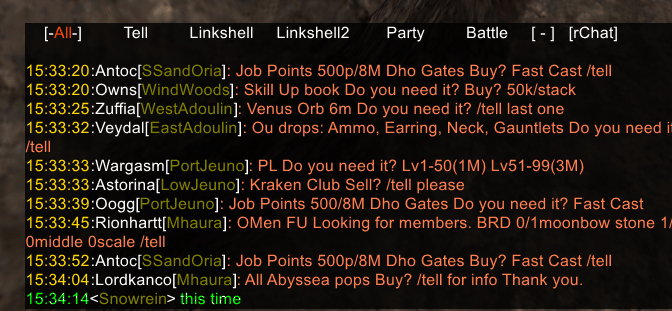 [-All-] Tell Linkshell Linkshell2 Party Battle [ - ] [rChat]
15:33:20:Antoc[SSandOria]: Job Points 500p/8M Dho Gates Buy? Fast Cast /tell
15:33:20:Owns[WindWoods]: Skill Up book Do you need it? Buy? 50k/stack
15:33:25:Zuffia[WestAdoulin]: Venus Orb 6m Do you need it? /tell last one
15:33:32:Veydal[EastAdoulin]: Ou drops: Ammo, Earring, Neck, Gauntlets Do you need it
/tell
15:33:33:Wargasm[PortJeuno]: PL Do you need it? Lv1-50(1M) Lv51-99(3M)
15:33:33:Astorina[LowJeuno]: Kraken Club Sell? /tell please
15:33:39:Oogg[PortJeuno]: Job Points 500/8M Dho Gates Do you need it? Fast Cast
15:33:45:Rionhartt[Mhaura]: OMen FU Looking for members. BRD 0/1moonbow stone 1/
0middle 0scale /tell
15:33:52:Antoc[SSandOria]: Job Points 500p/8M Dho Gates Buy? Fast Cast /tell
15:34:04:Lordkanco[Mhaura]: All Abyssea pops Buy? /tell for info Thank you.
15:34:14<Snowrein> this time